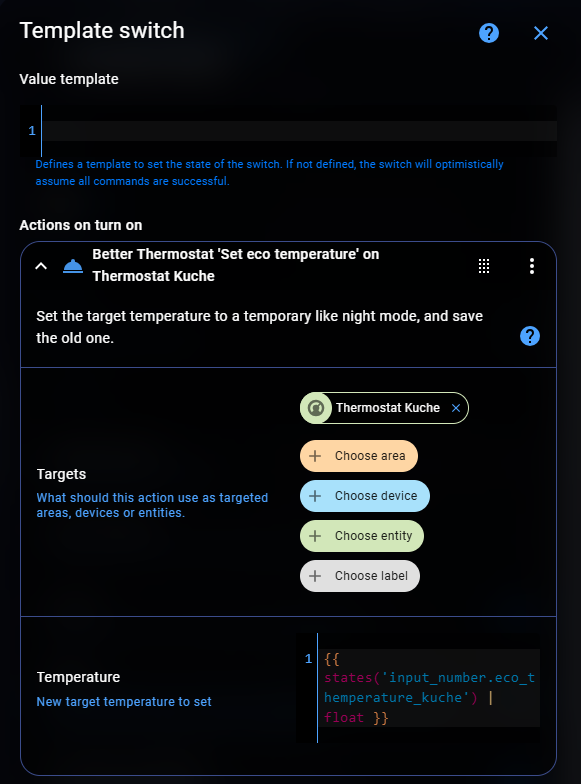 Template switch
Value template
1
Defines a template to set the state of the switch. If not defined, the switch will optimistically
assume all commands are successful.
Actions on turn on
Better Thermostat 'Set eco temperature' on
Thermostat Kuche
Set the target temperature to a temporary like night mode, and save
the old one.
Thermostat Kuche
Choose area
Targets
What should this action use as targeted
areas, devices or entities.
Choose device
Choose entity
Choose label
Temperature
New target temperature to set
1 {{
states('input_number.eco_t
hemperature_kuche') |
float }}